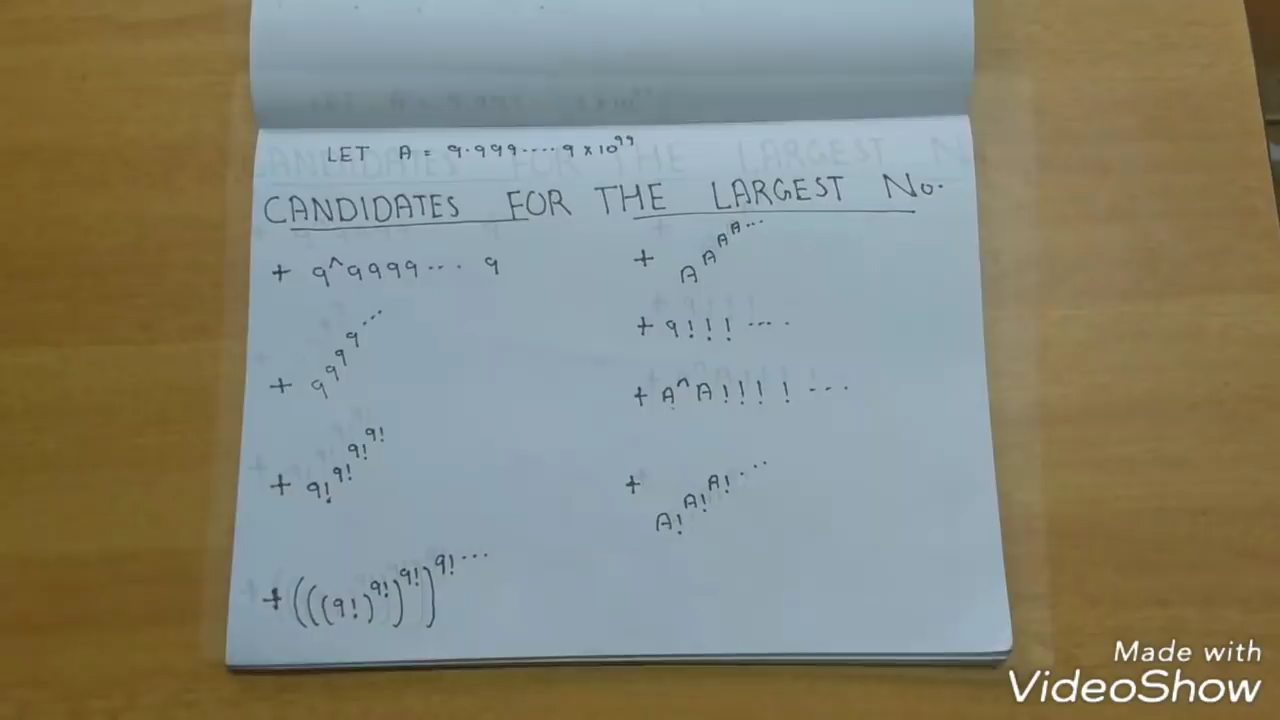 LET A = 9.999.....9 x 10^99
CANDIDATES FOR THE LARGEST No.
+ 9^9999... 9
+ 9^9^9^9^...
+ 9!^9!^9!^9!
+ (((9!)^9!)^9!)^9!...
+ A^A^A^A^...
+ 9!!! ....
+ A^A!!!! ...
+ A!^A!^A!^...
Made with
VideoShow